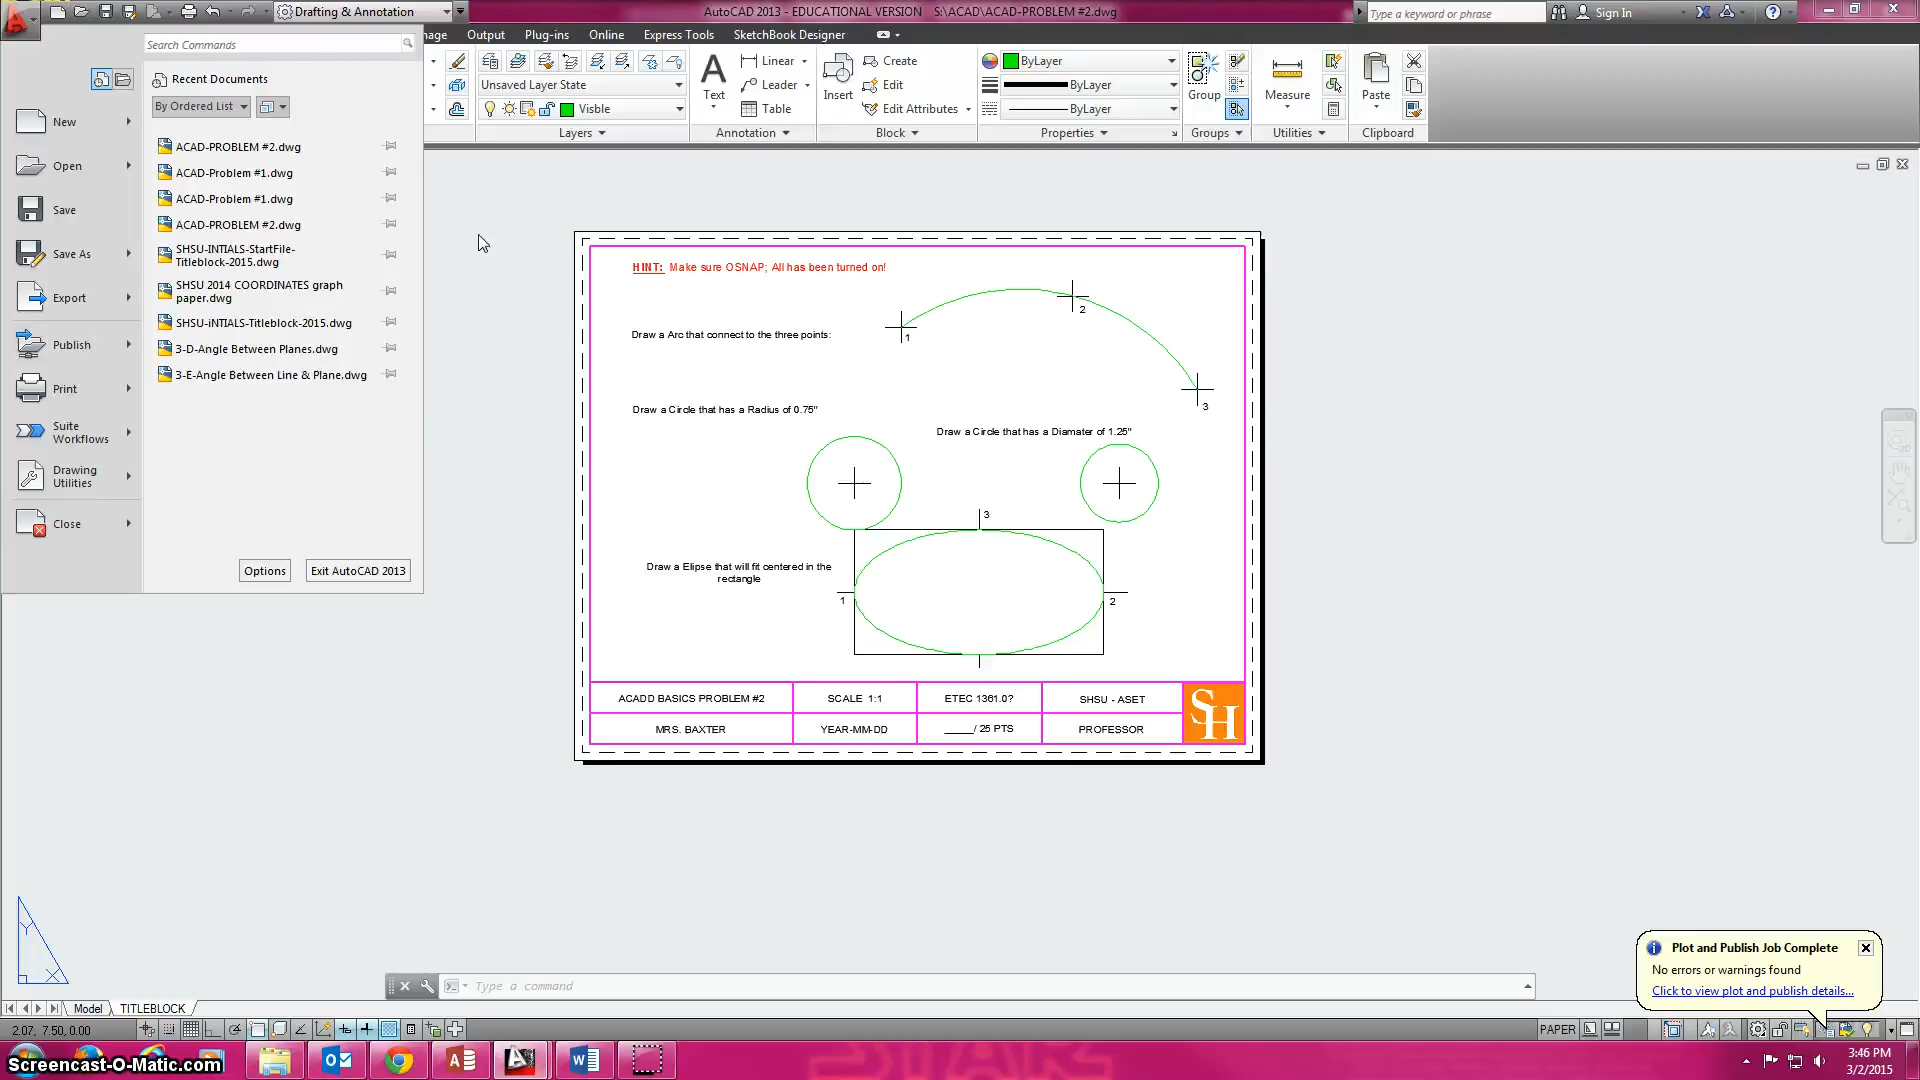 Drafting & Annotation
AutoCAD 2013 - EDUCATIONAL VERSION S:\ACAD\ACAD-PROBLEM #2.dwg
Type a keyword or phrase
Sign In
Search Commands
nage
Output
Plug-ins
Online
Express Tools
SketchBook Designer
Recent Documents
By Ordered List
New
Open
Save
Save As
Export
Publish
Print
Suite
Workflows
Drawing
Utilities
Close
ACAD-PROBLEM #2.dwg
ACAD-Problem #1.dwg
ACAD-Problem #1.dwg
ACAD-PROBLEM #2.dwg
SHSU-INTIALS-StartFile-
Titleblock-2015.dwg
SHSU 2014 COORDINATES graph
paper.dwg
SHSU-iNTIALS-Titleblock-2015.dwg
3-D-Angle Between Planes.dwg
3-E-Angle Between Line & Plane.dwg
Options
Exit AutoCAD 2013
Unsaved Layer State
Visble
Layers
Text
Linear
Leader
Table
Annotation
Insert
Create
Edit
Edit Attributes
Block
ByLayer
ByLayer
ByLayer
Properties
Group
Groups
Measure
Utilities
Paste
Clipboard
HINT: Make sure OSNAP; All has been turned on!
Draw a Arc that connect to the three points:
1
2
3
Draw a Circle that has a Radius of 0.75"
Draw a Circle that has a Diamater of 1.25"
3
Draw a Elipse that will fit centered in the
rectangle
1
2
ACADD BASICS PROBLEM #2
SCALE 1:1
ETEC 1361.0?
SHSU - ASET
MRS. BAXTER
YEAR-MM-DD
_____/ 25 PTS
PROFESSOR
SH
Y
X
Type a command
Plot and Publish Job Complete
No errors or warnings found
Click to view plot and publish details...
Model
TITLEBLOCK
2.07, 7.50, 0.00
PAPER
Screencast-O-Matic.com
3:46 PM
3/2/2015